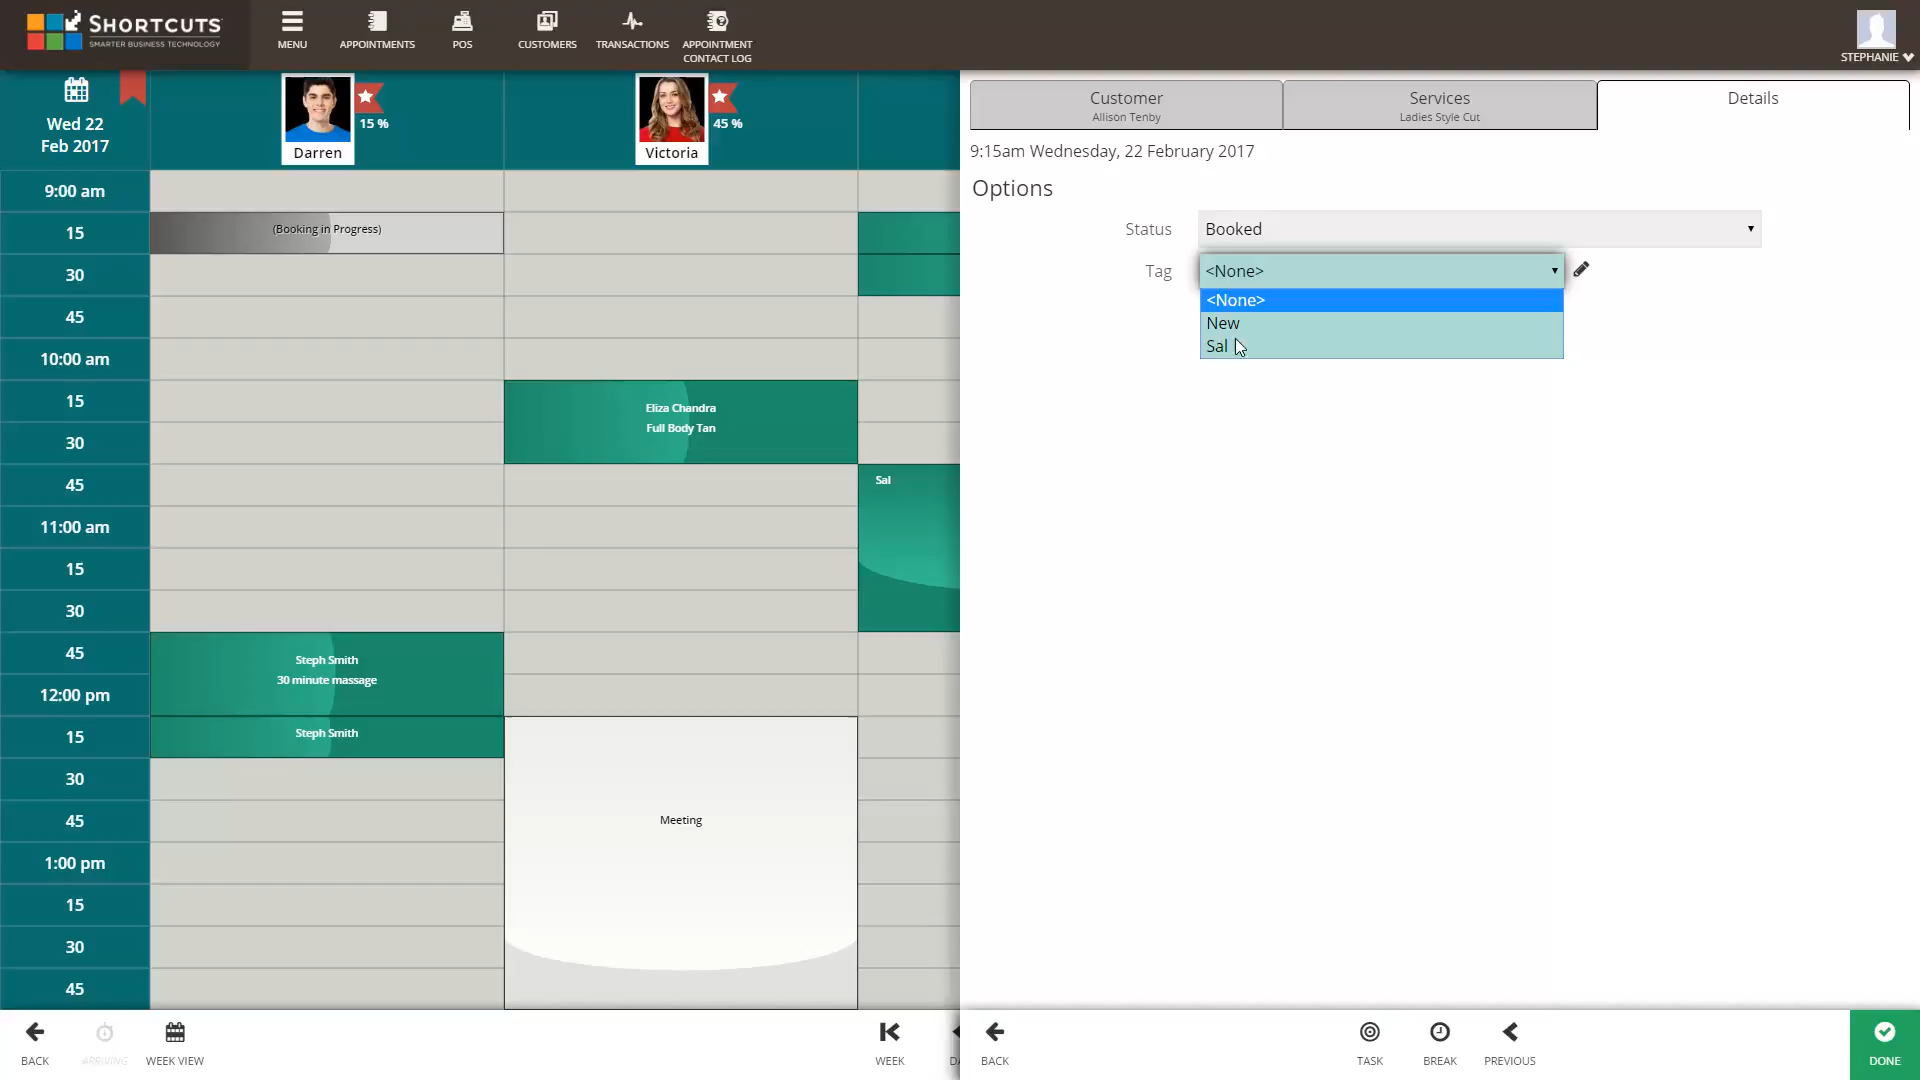 SHORTCUTS
SMARTER BUSINESS TECHNOLOGY
MENU
APPOINTMENTS
POS
CUSTOMERS
TRANSACTIONS
APPOINTMENT
CONTACT LOG
STEPHANIE
Wed 22
Feb 2017
15 %
Darren
45 %
Victoria
Customer
Allison Tenby
Services
Ladies Style Cut
Details
9:15am Wednesday, 22 February 2017
Options
Status
Booked
Tag
<None>
<None>
New
Sal
9:00 am
15
30
45
10:00 am
15
30
45
11:00 am
15
30
45
12:00 pm
15
30
45
1:00 pm
15
30
45
(Booking in Progress)
Eliza Chandra
Full Body Tan
Sal
Steph Smith
30 minute massage
Steph Smith
Meeting
BACK
ARRIVING
WEEK VIEW
WEEK
BACK
TASK
BREAK
PREVIOUS
DONE